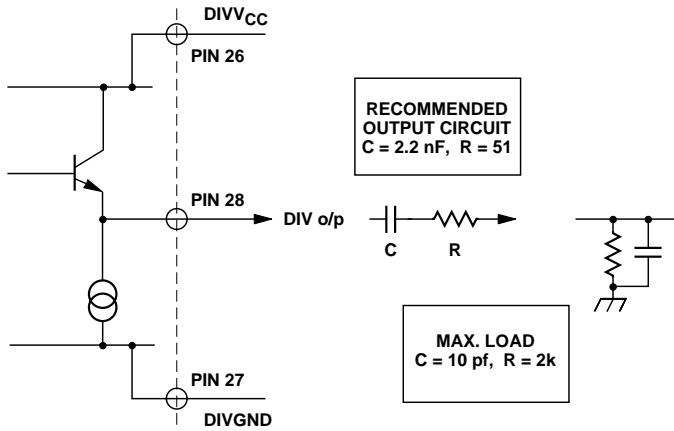 DIVVCC
PIN 26
RECOMMENDED
OUTPUT CIRCUIT
C = 2.2 nF, R = 51
PIN 28
DIV o/p
C
R
MAX. LOAD
C = 10 pf, R = 2k
PIN 27
DIVGND